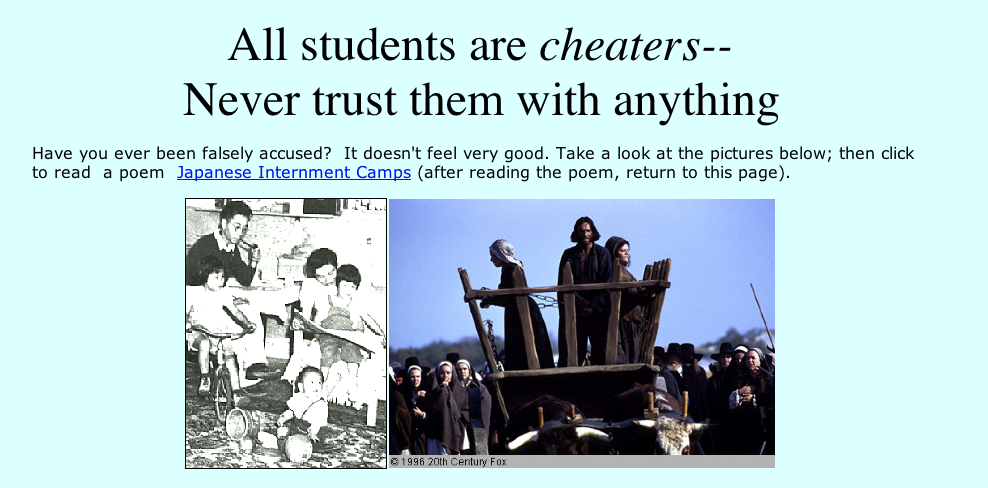 All students are cheaters--
Never trust them with anything
Have you ever been falsely accused?  It doesn't feel very good. Take a look at the pictures below; then click
to read  a poem  Japanese Internment Camps (after reading the poem, return to this page).
© 1996 20th Century Fox